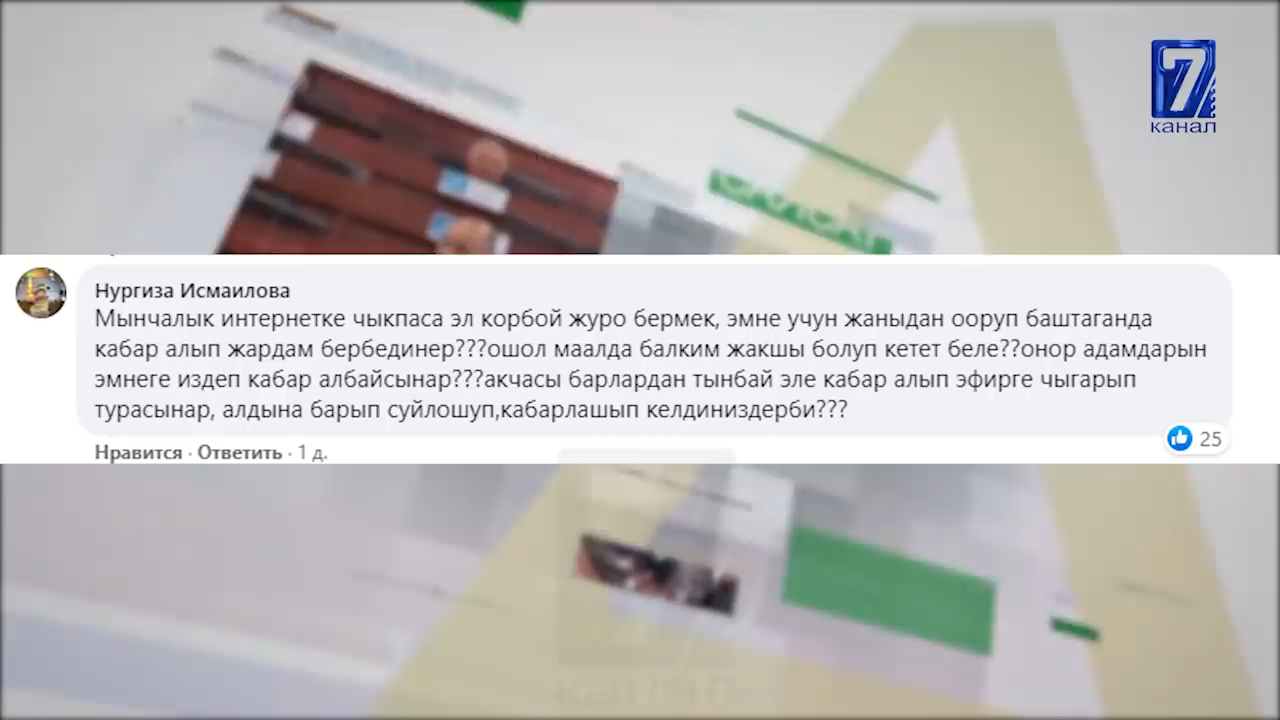 7
канал
Нургиза Исмаилова
Мынчалык интернетке чыкпаса эл корбой журо бермек, эмне учун жаныдан ооруп баштаганда
кабар алып жардам бербединер???ошол маалда балким жакшы болуп кетет беле??онор адамдарын
эмнеге издеп кабар албайсынар???акчасы барлардан тынбай эле кабар алып эфирге чыгарып
турасынар, алдына барып суйлошуп,кабарлашып келдиниздерби???
25
Нравится · Ответить · 1 д.
канал